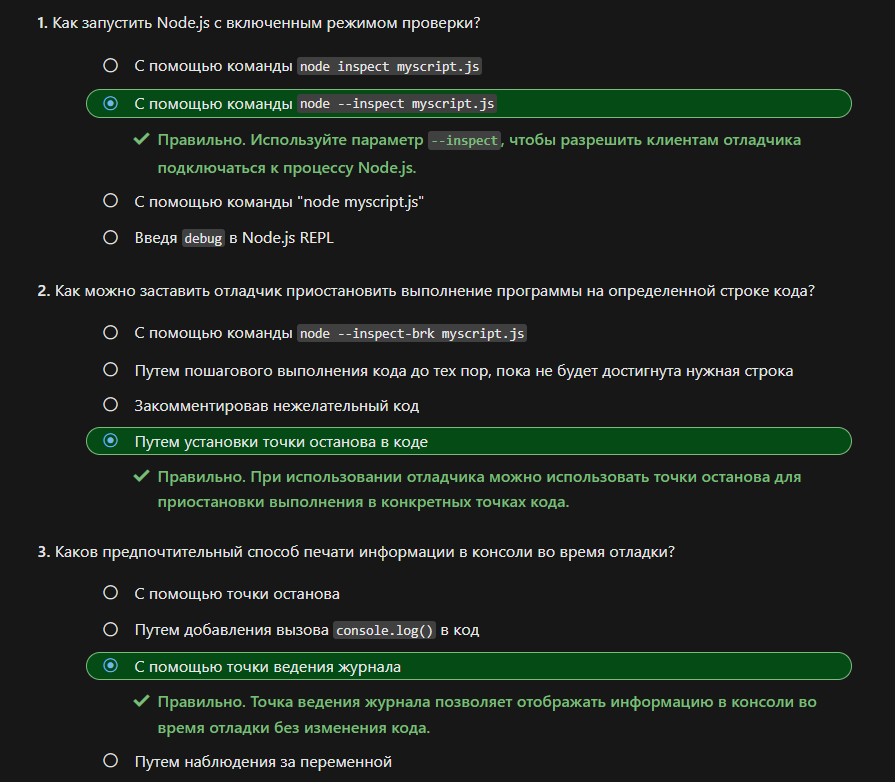 1. Как запустить Node.js с включенным режимом проверки?
С помощью команды node inspect myscript.js
С помощью команды node --inspect myscript.js
Правильно. Используйте параметр --inspect, чтобы разрешить клиентам отладчика
подключаться к процессу Node.js.
С помощью команды "node myscript.js"
Введя debug в Node.js REPL
2. Как можно заставить отладчик приостановить выполнение программы на определенной строке кода?
С помощью команды node --inspect-brk myscript.js
Путем пошагового выполнения кода до тех пор, пока не будет достигнута нужная строка
Закомментировав нежелательный код
Путем установки точки останова в коде
Правильно. При использовании отладчика можно использовать точки останова для
приостановки выполнения в конкретных точках кода.
3. Каков предпочтительный способ печати информации в консоли во время отладки?
С помощью точки останова
Путем добавления вызова console.log() в код
С помощью точки ведения журнала
Правильно. Точка ведения журнала позволяет отображать информацию в консоли во
время отладки без изменения кода.
Путем наблюдения за переменной